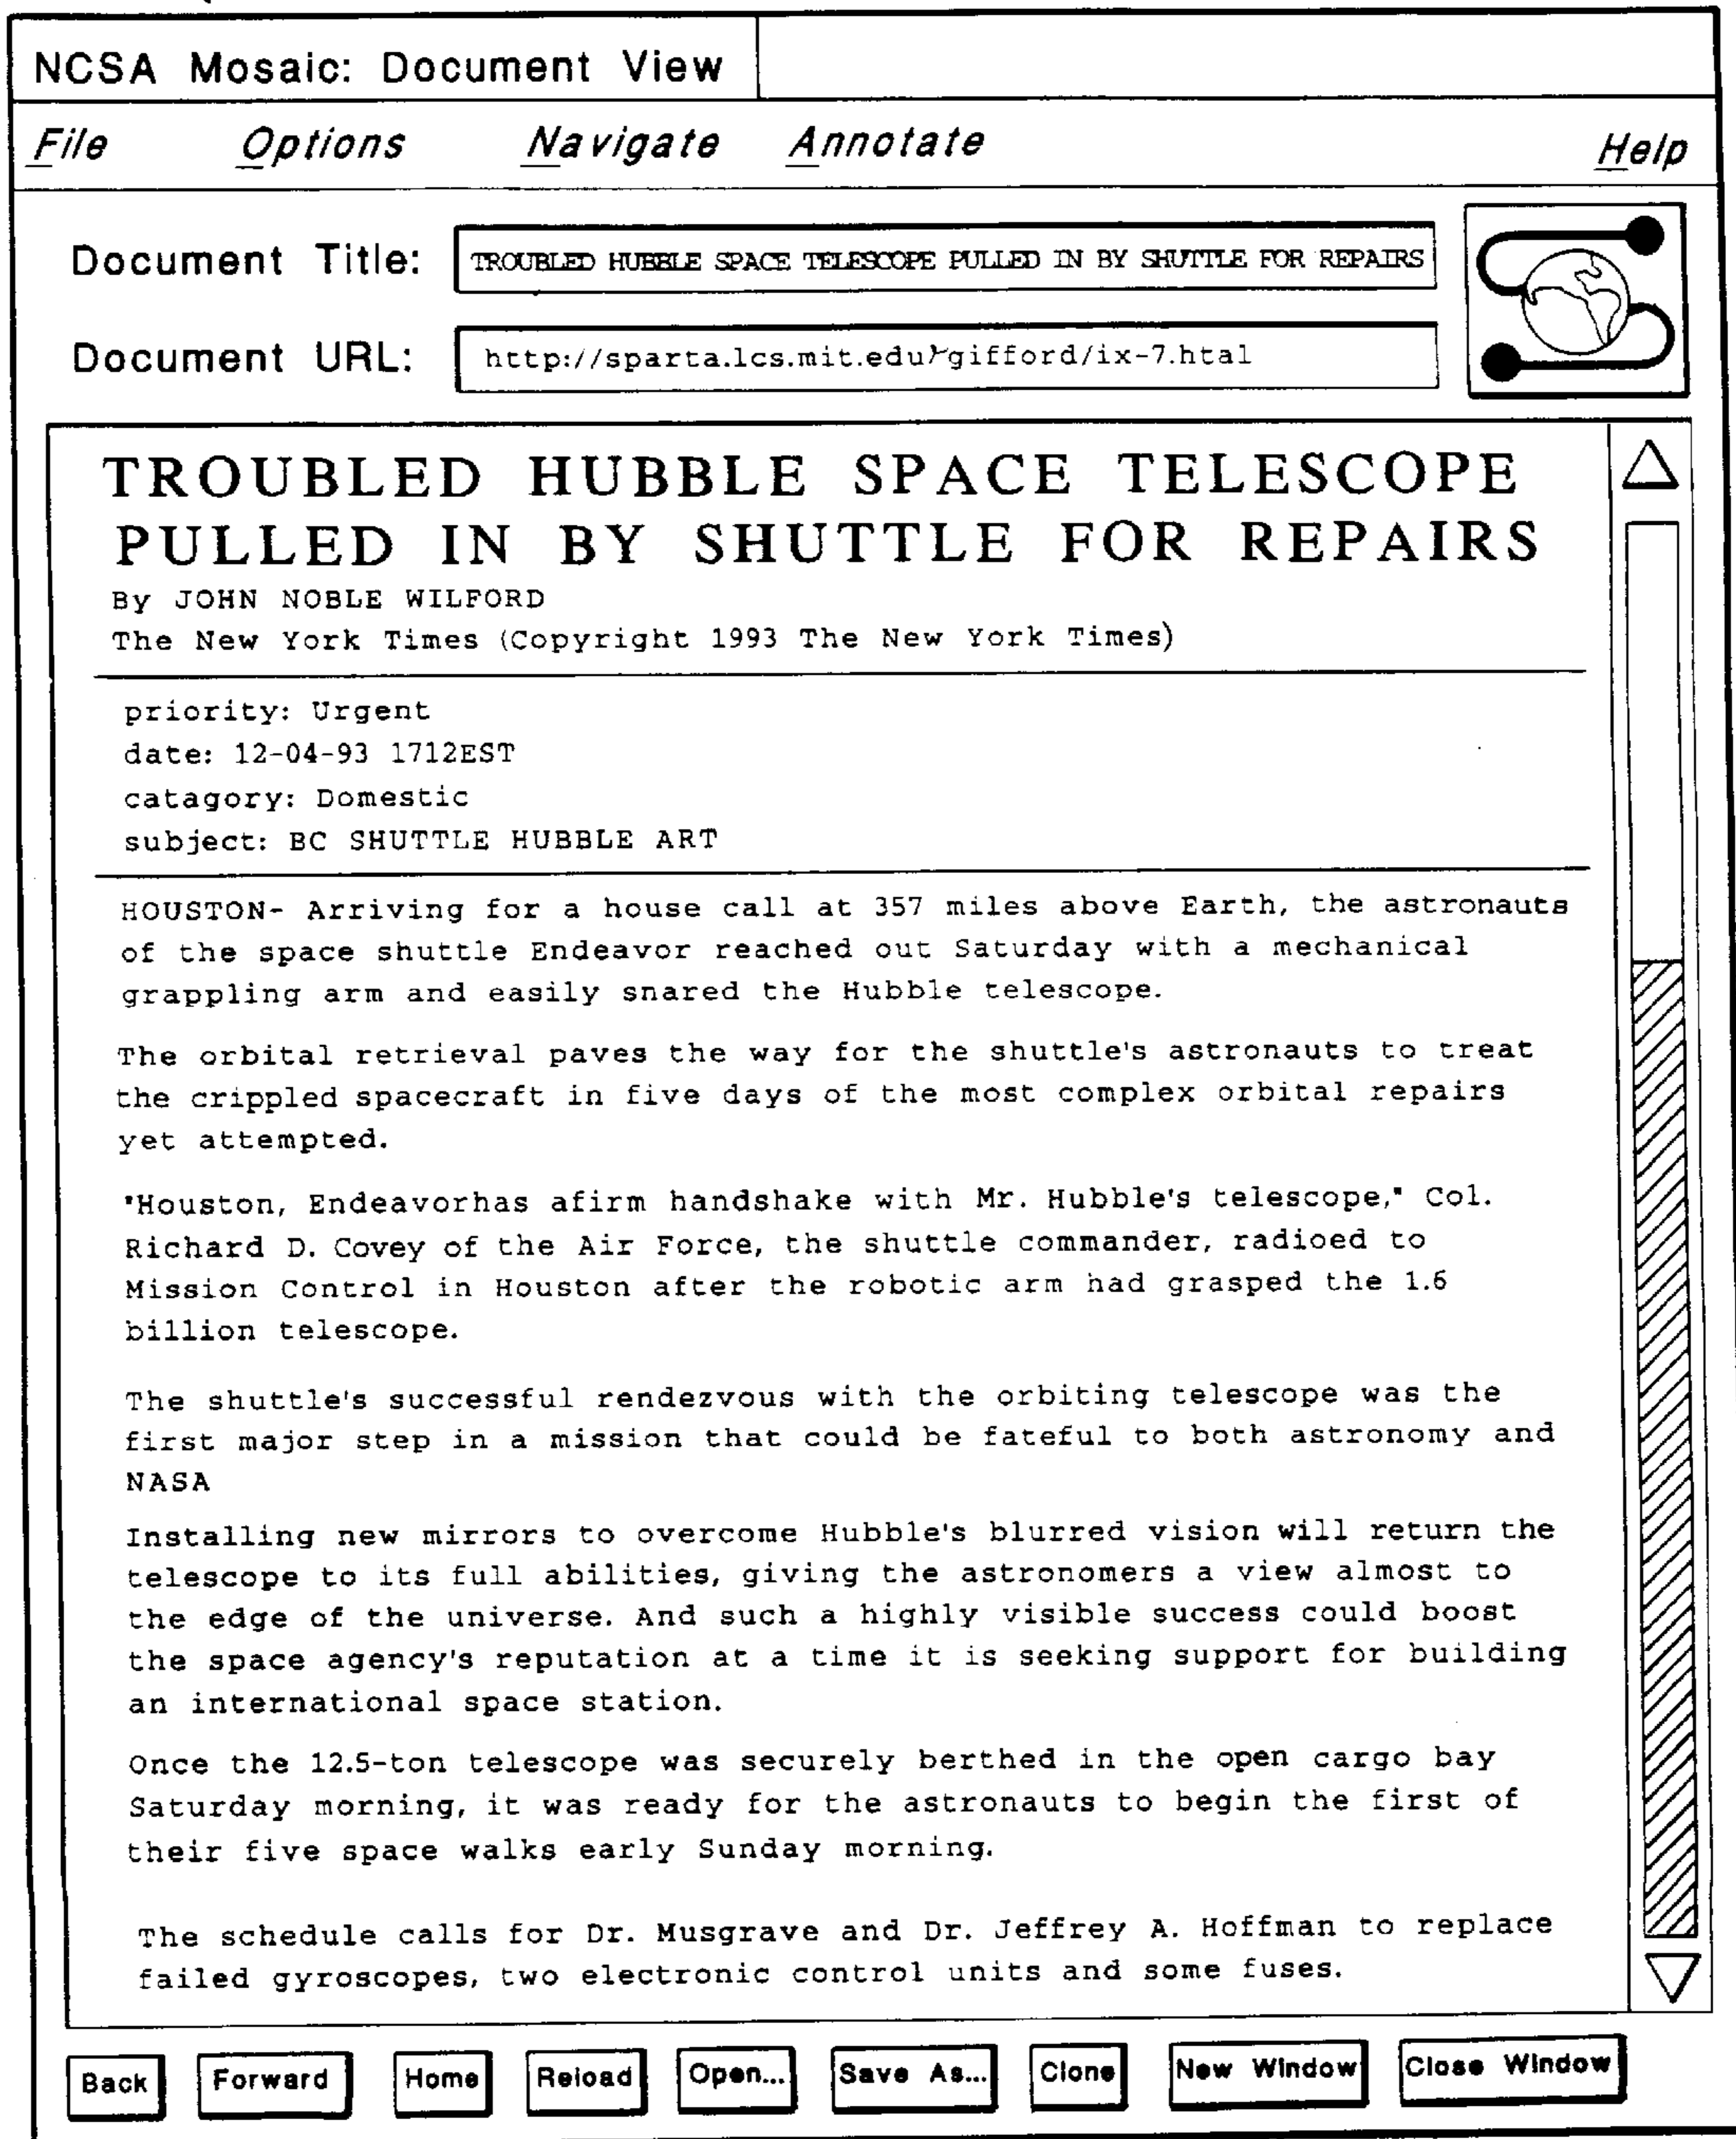 NCSA Mosaic: Document View
File Options Navigate Annotate Help
Document Title: TROUBLED HUBBLE SPACE TELESCOPE PULLED IN BY SHUTTLE FOR REPAIRS
Document URL: http://sparta.lcs.mit.edu/~gifford/ix-7.htal
TROUBLED HUBBLE SPACE TELESCOPE
PULLED IN BY SHUTTLE FOR REPAIRS
By JOHN NOBLE WILFORD
The New York Times (Copyright 1993 The New York Times)
priority: Urgent
date: 12-04-93 1712EST
catagory: Domestic
subject: BC SHUTTLE HUBBLE ART
HOUSTON- Arriving for a house call at 357 miles above Earth, the astronauts
of the space shuttle Endeavor reached out Saturday with a mechanical
grappling arm and easily snared the Hubble telescope.
The orbital retrieval paves the way for the shuttle's astronauts to treat
the crippled spacecraft in five days of the most complex orbital repairs
yet attempted.
"Houston, Endeavorhas afirm handshake with Mr. Hubble's telescope," Col.
Richard D. Covey of the Air Force, the shuttle commander, radioed to
Mission Control in Houston after the robotic arm had grasped the 1.6
billion telescope.
The shuttle's successful rendezvous with the orbiting telescope was the
first major step in a mission that could be fateful to both astronomy and
NASA
Installing new mirrors to overcome Hubble's blurred vision will return the
telescope to its full abilities, giving the astronomers a view almost to
the edge of the universe. And such a highly visible success could boost
the space agency's reputation at a time it is seeking support for building
an international space station.
Once the 12.5-ton telescope was securely berthed in the open cargo bay
Saturday morning, it was ready for the astronauts to begin the first of
their five space walks early Sunday morning.
The schedule calls for Dr. Musgrave and Dr. Jeffrey A. Hoffman to replace
failed gyroscopes, two electronic control units and some fuses.
Back Forward Home Reload Open... Save As... Clone New Window Close Window